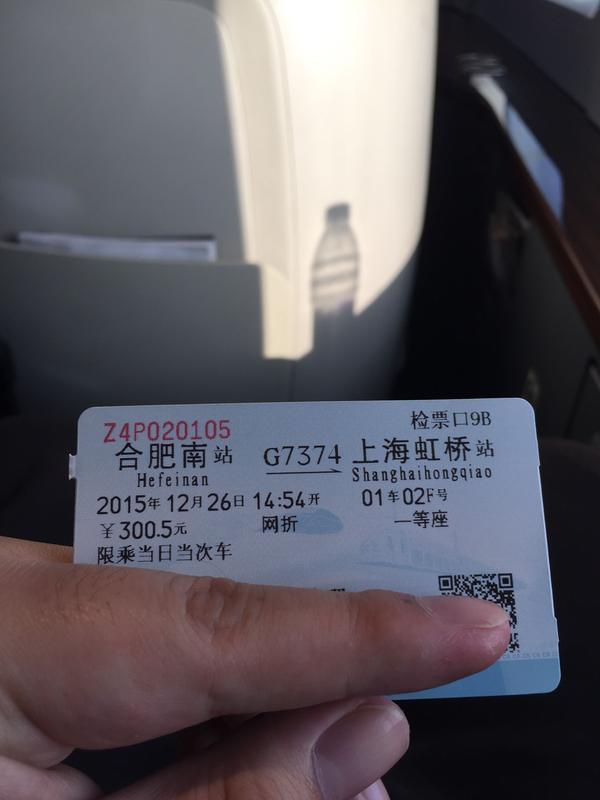 Z4P020105 检票口9B
合肥南站 G7374 上海虹桥站
Hefeinan Shanghaihongqiao
2015年12月26日14:54开 01车02F号
￥300.5元 网折 一等座
限乘当日当次车